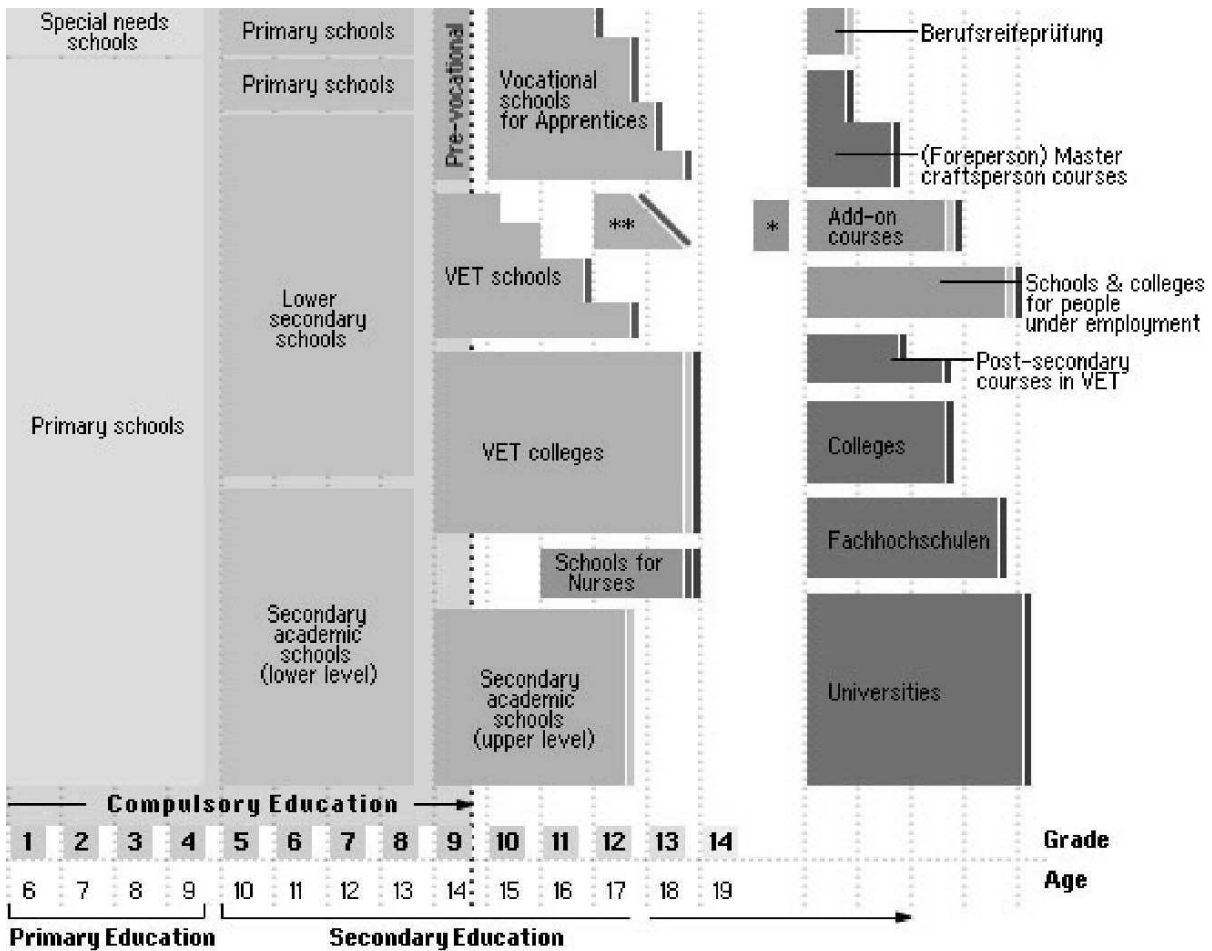 Special needs
schools
Primary schools
Primary schools
Pre-vocational
Vocational
schools
for Apprentices
Berufsreifeprüfung
(Foreperson) Master
craftsperson courses
**
*
Add-on
courses
VET schools
Schools & colleges
for people
under employment
Lower
secondary
schools
Post-secondary
courses in VET
Primary schools
VET colleges
Colleges
Schools for
Nurses
Fachhochschulen
Secondary
academic
schools
(lower level)
Secondary
academic
schools
(upper level)
Universities
Compulsory Education
1 2 3 4 5 6 7 8 9 10 11 12 13 14 Grade
6 7 8 9 10 11 12 13 14 15 16 17 18 19 Age
Primary Education Secondary Education